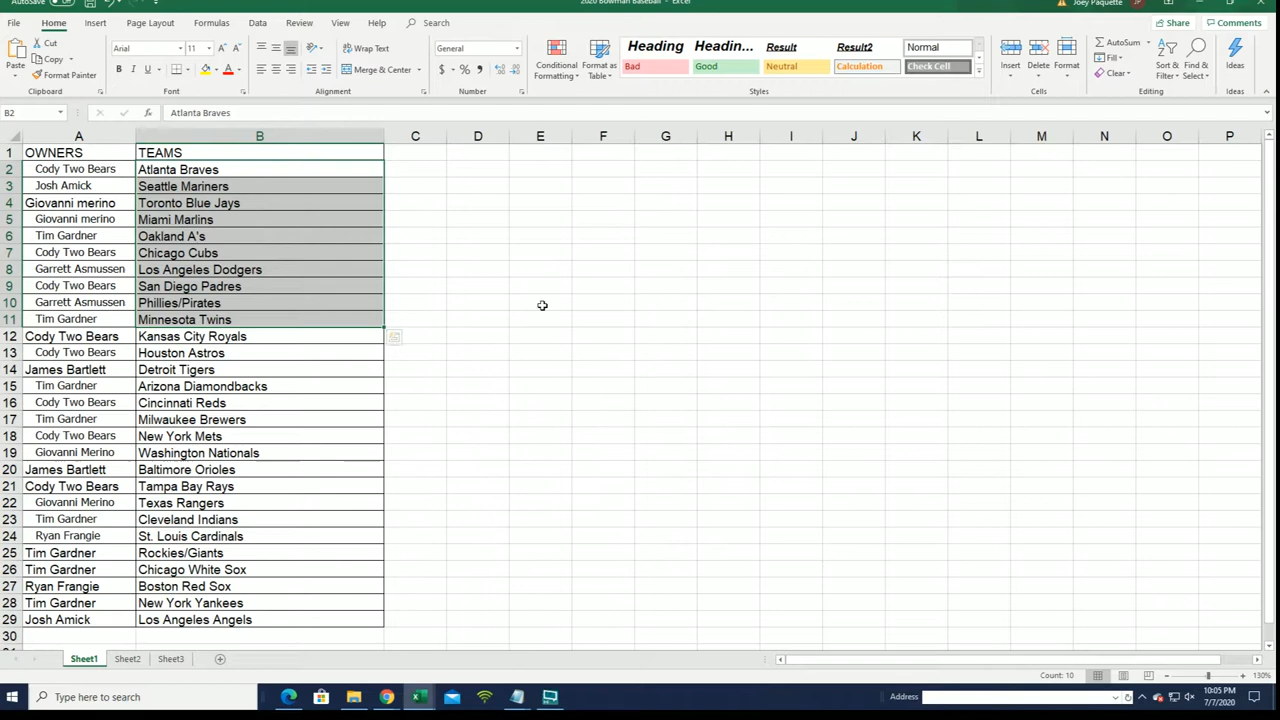 2020 Bowman Baseball - Excel
Joey Paquette JP
File Home Insert Page Layout Formulas Data Review View Help Search Share Comments
Paste Cut Copy Format Painter Clipboard
Arial 11 B I U A A Font
Wrap Text Merge & Center Alignment
General $ % Number
Conditional Formatting Format as Table
Heading Headin... Result Result2 Normal
Bad Good Neutral Calculation Check Cell
Styles
Insert Delete Format Cells
AutoSum Fill Clear Sort & Filter Find & Select Editing
Ideas Ideas
B2 fx Atlanta Braves
A B C D E F G H I J K L M N O P
1 OWNERS TEAMS
2 Cody Two Bears Atlanta Braves
3 Josh Amick Seattle Mariners
4 Giovanni merino Toronto Blue Jays
5 Giovanni merino Miami Marlins
6 Tim Gardner Oakland A's
7 Cody Two Bears Chicago Cubs
8 Garrett Asmussen Los Angeles Dodgers
9 Cody Two Bears San Diego Padres
10 Garrett Asmussen Phillies/Pirates
11 Tim Gardner Minnesota Twins
12 Cody Two Bears Kansas City Royals
13 Cody Two Bears Houston Astros
14 James Bartlett Detroit Tigers
15 Tim Gardner Arizona Diamondbacks
16 Cody Two Bears Cincinnati Reds
17 Tim Gardner Milwaukee Brewers
18 Cody Two Bears New York Mets
19 Giovanni Merino Washington Nationals
20 James Bartlett Baltimore Orioles
21 Cody Two Bears Tampa Bay Rays
22 Giovanni Merino Texas Rangers
23 Tim Gardner Cleveland Indians
24 Ryan Frangie St. Louis Cardinals
25 Tim Gardner Rockies/Giants
26 Tim Gardner Chicago White Sox
27 Ryan Frangie Boston Red Sox
28 Tim Gardner New York Yankees
29 Josh Amick Los Angeles Angels
30
Sheet1 Sheet2 Sheet3
Count: 10 130%
Type here to search Address 10:05 PM
7/7/2020